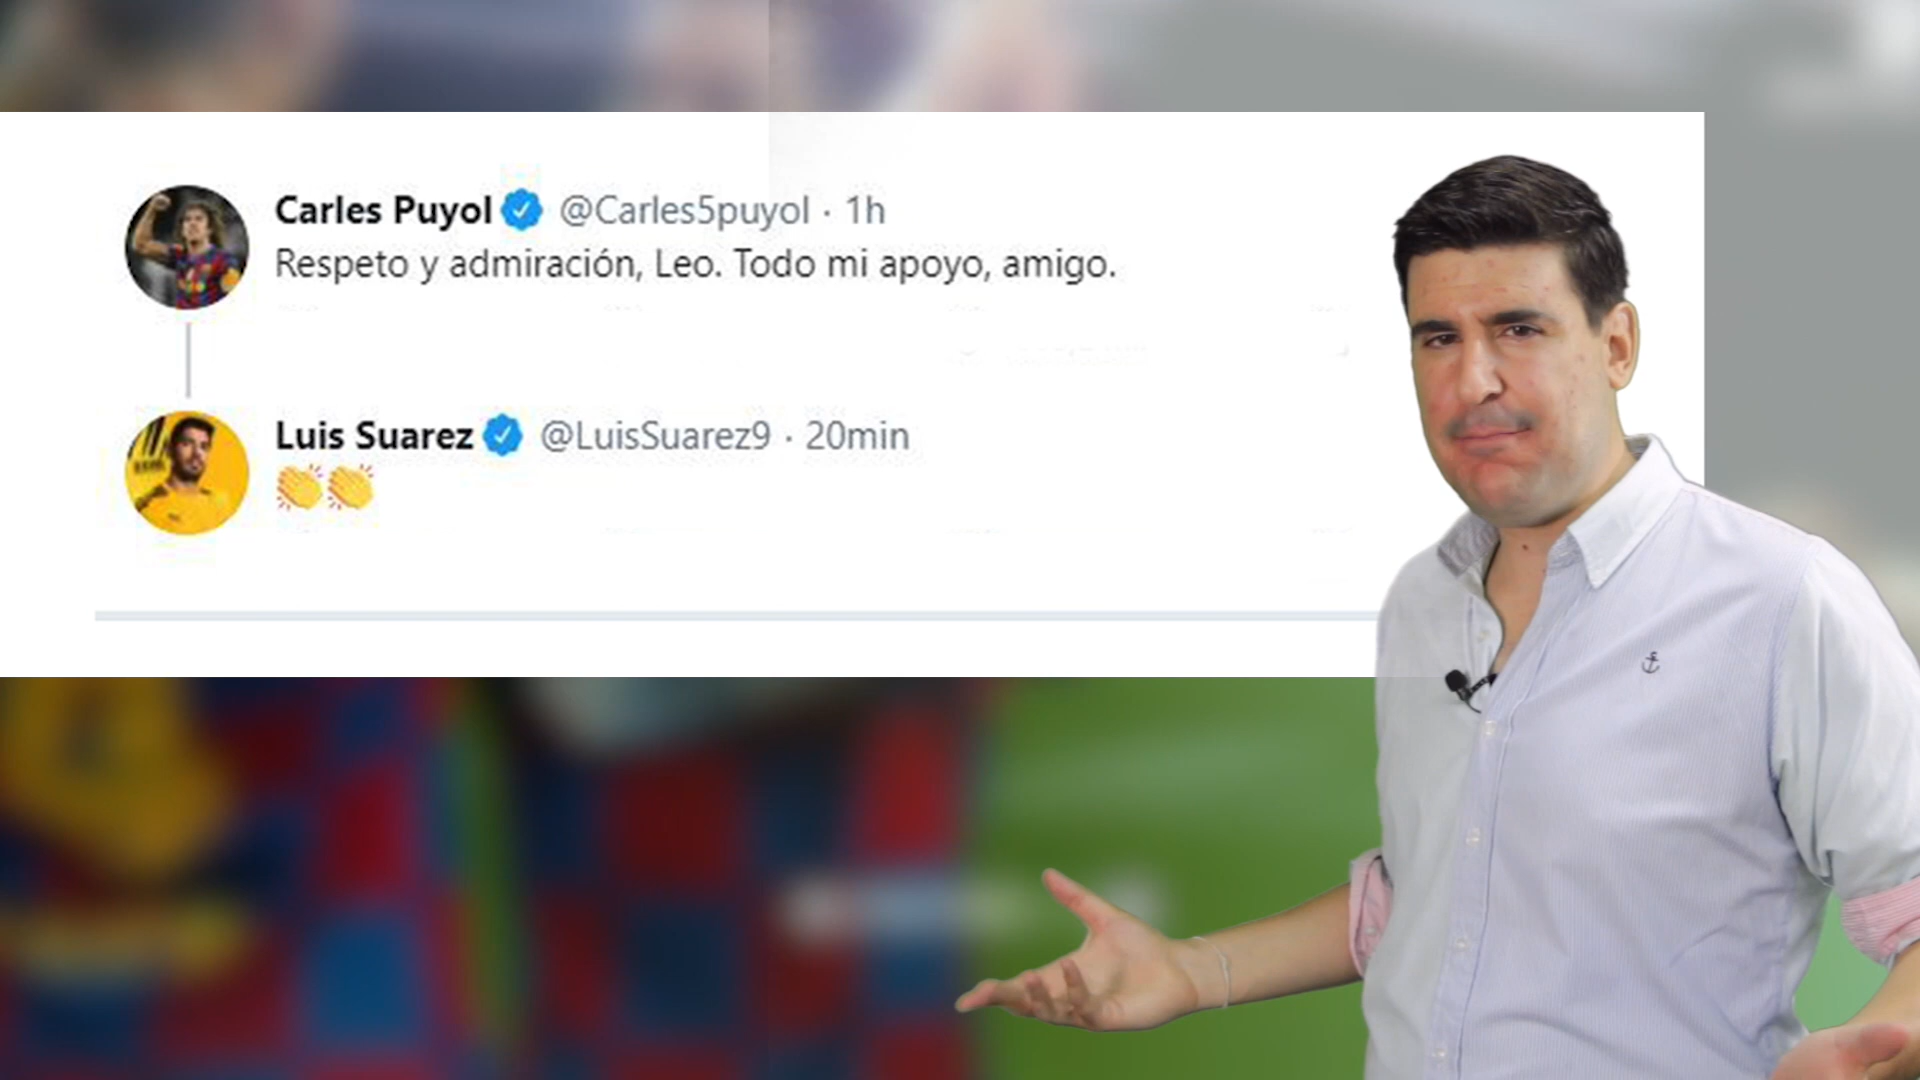 Carles Puyol @Carles5puyol · 1h
Respeto y admiración, Leo. Todo mi apoyo, amigo.
Luis Suarez @LuisSuarez9 · 20min
👏👏